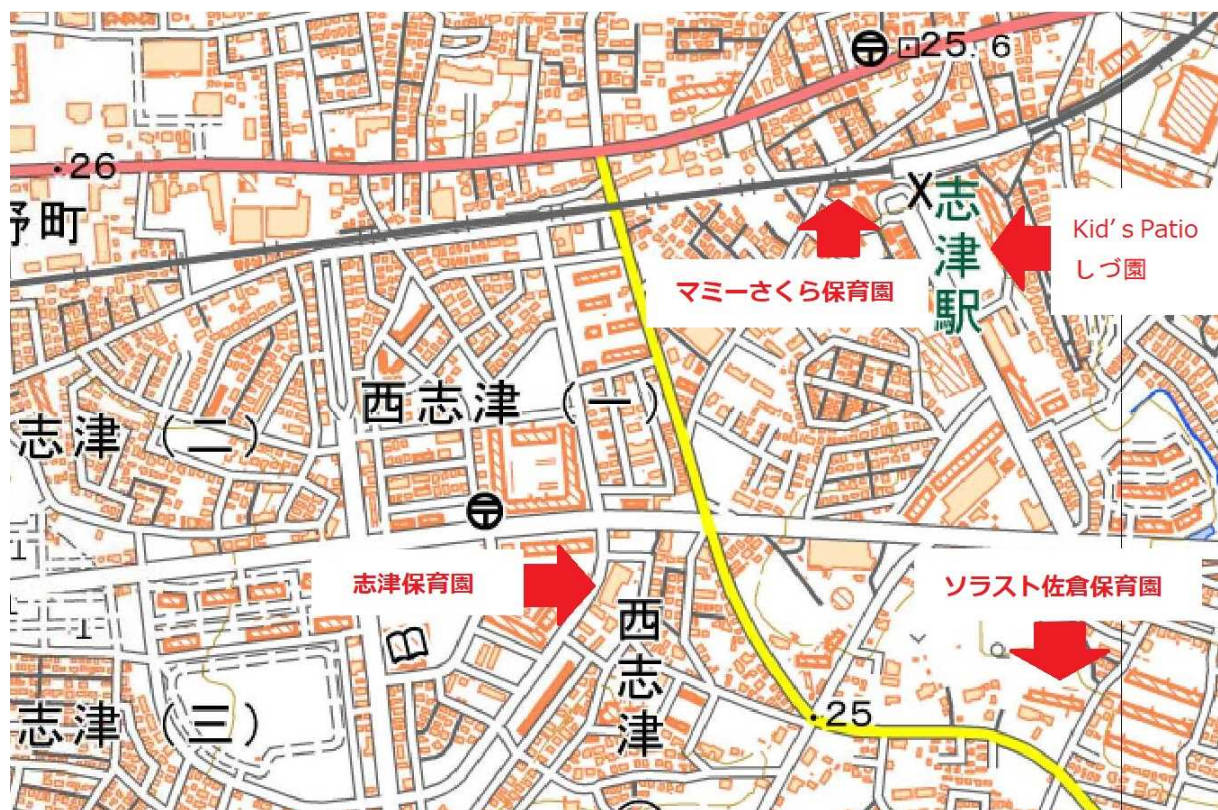 25.6
・26
野町
志津駅
Kid's Patio
しづ園
マミーさくら保育園
西志津（一）
志津（二）
志津保育園
ソラスト佐倉保育園
西志津
志津（三）
・25